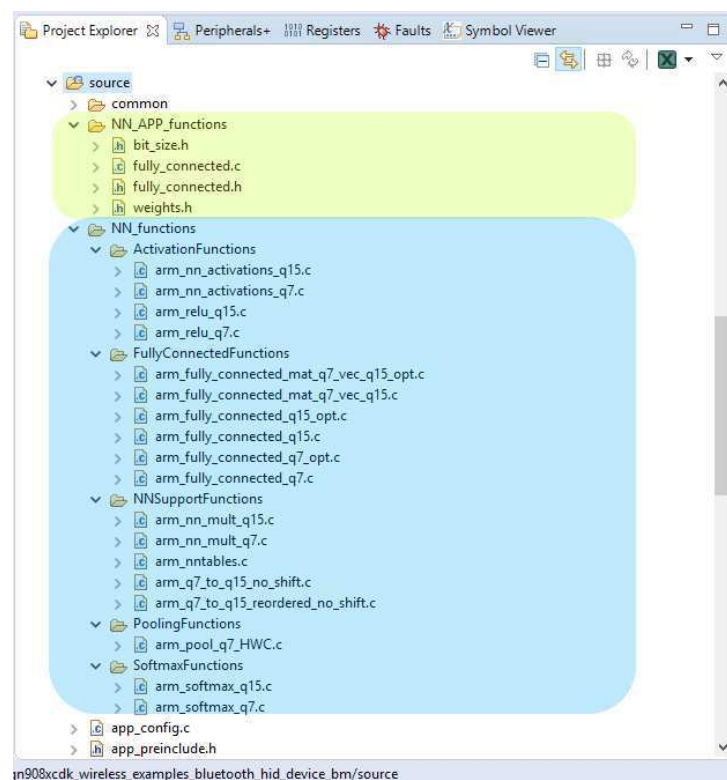 Project Explorer Peripherals+ Registers Faults Symbol Viewer
source
common
NN_APP_functions
bit_size.h
fully_connected.c
fully_connected.h
weights.h
NN_functions
ActivationFunctions
arm_nn_activations_q15.c
arm_nn_activations_q7.c
arm_relu_q15.c
arm_relu_q7.c
FullyConnectedFunctions
arm_fully_connected_mat_q7_vec_q15_opt.c
arm_fully_connected_mat_q7_vec_q15.c
arm_fully_connected_q15_opt.c
arm_fully_connected_q15.c
arm_fully_connected_q7_opt.c
arm_fully_connected_q7.c
NNSupportFunctions
arm_nn_mult_q15.c
arm_nn_mult_q7.c
arm_nntables.c
arm_q7_to_q15_no_shift.c
arm_q7_to_q15_reordered_no_shift.c
PoolingFunctions
arm_pool_q7_HWC.c
SoftmaxFunctions
arm_softmax_q15.c
arm_softmax_q7.c
app_config.c
app_preinclude.h
qn908xcdk_wireless_examples_bluetooth_hid_device_bm/source